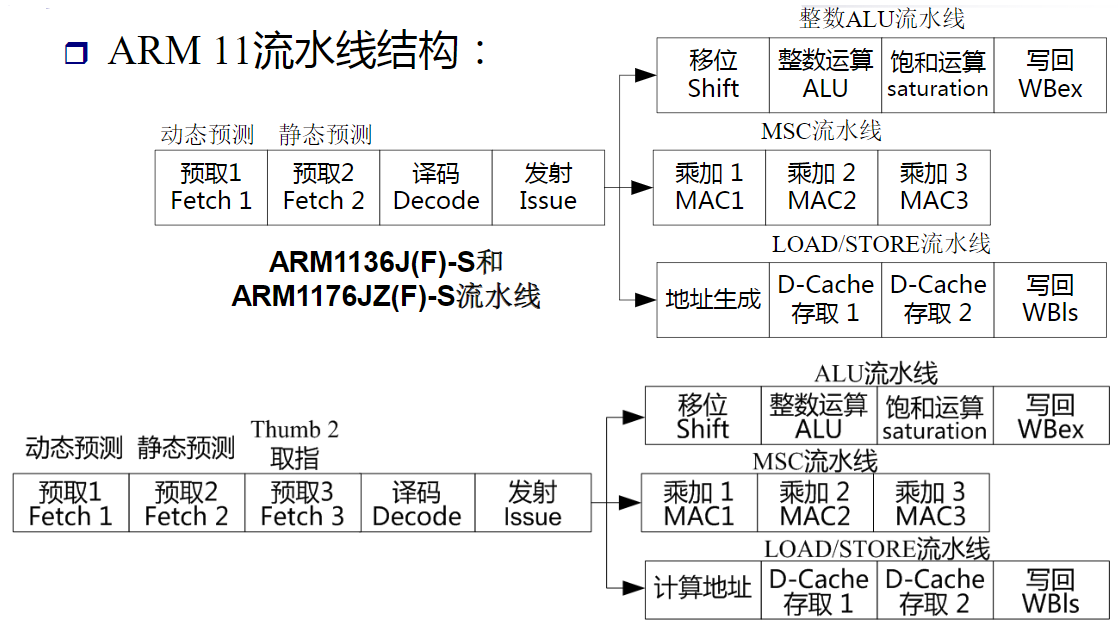 ARM 11流水线结构：
整数ALU流水线
移位 整数运算 饱和运算 写回
Shift ALU saturation WBex
动态预测 静态预测
MSC流水线
预取1 预取2 译码 发射
Fetch 1 Fetch 2 Decode Issue
乘加 1 乘加 2 乘加 3
MAC1 MAC2 MAC3
LOAD/STORE流水线
ARM1136J(F)-S和
ARM1176JZ(F)-S流水线
地址生成 D-Cache D-Cache 写回
存取 1 存取 2 WBls
ALU流水线
移位 整数运算 饱和运算 写回
Shift ALU saturation WBex
动态预测 静态预测 Thumb 2
取指
MSC流水线
预取1 预取2 预取3 译码 发射
Fetch 1 Fetch 2 Fetch 3 Decode Issue
乘加 1 乘加 2 乘加 3
MAC1 MAC2 MAC3
LOAD/STORE流水线
计算地址 D-Cache D-Cache 写回
存取 1 存取 2 WBls